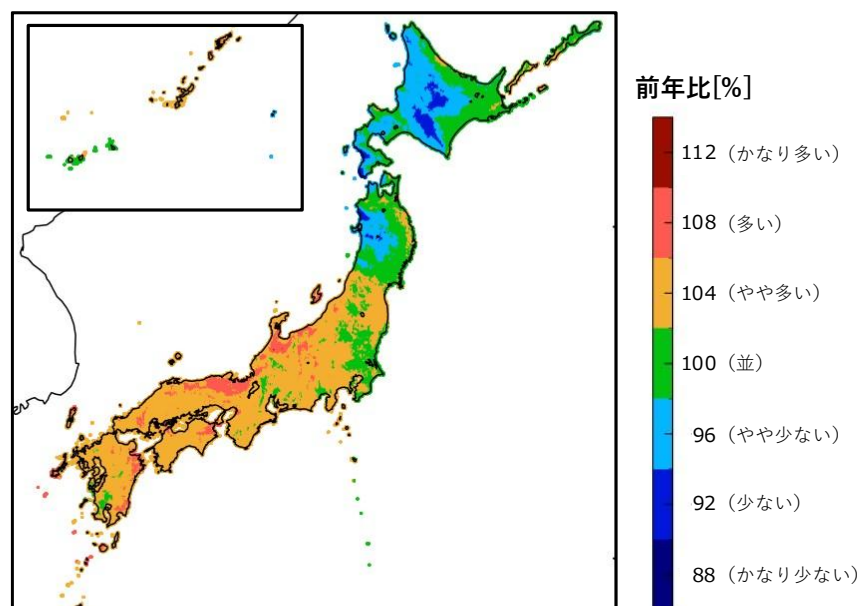 前年比[%]
112（かなり多い）
108（多い）
104（やや多い）
100（並）
96（やや少ない）
92（少ない）
88（かなり少ない）